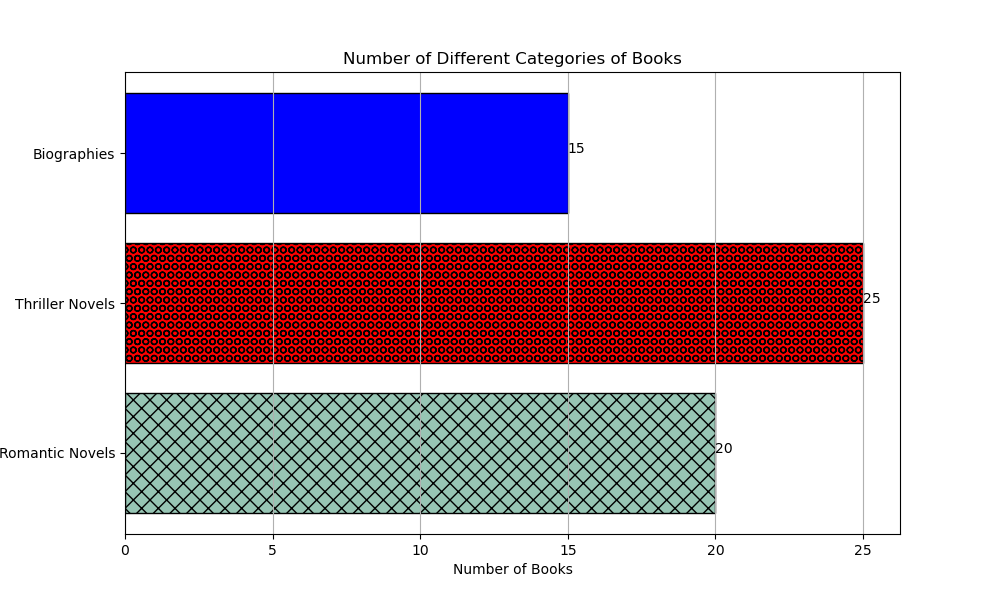 Number of Different Categories of Books
Biographies
15
Thriller Novels
25
Romantic Novels
20
0 5 10 15 20 25
Number of Books